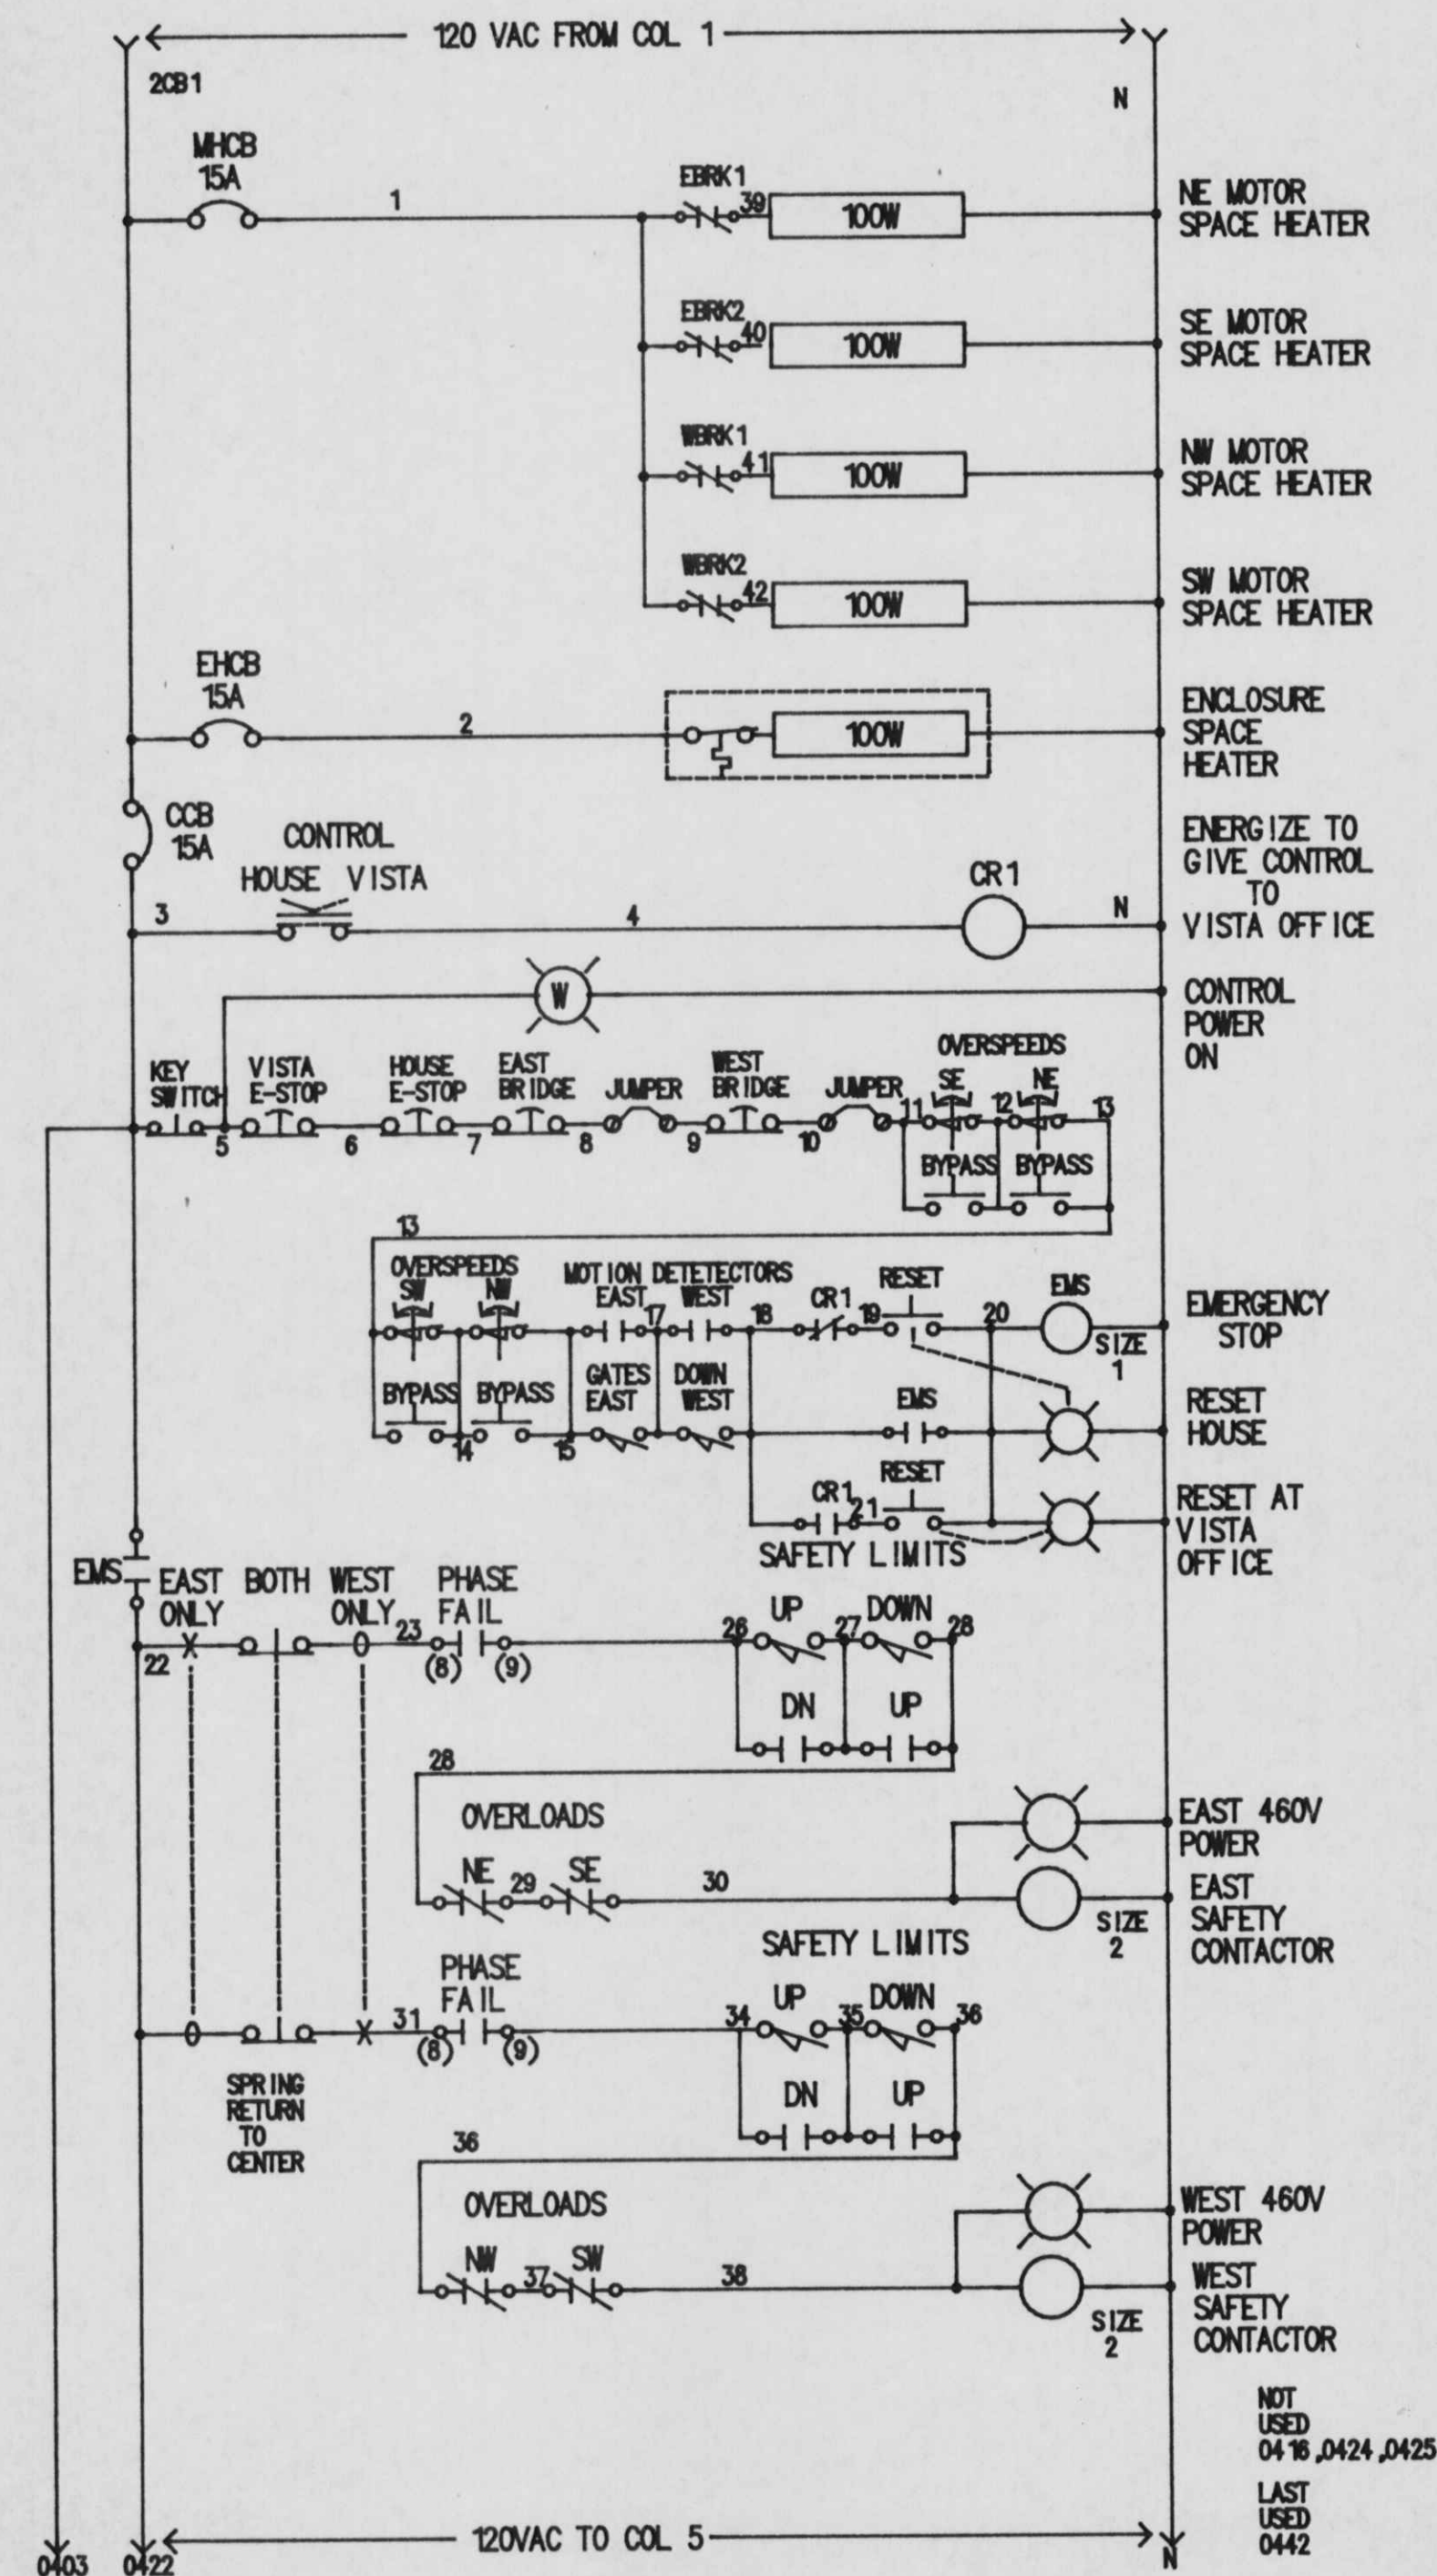 120 VAC FROM COL 1
2CB1
N
MHCB
15A
1
EBRK1
39
100W
NE MOTOR
SPACE HEATER
EBRK2
40
100W
SE MOTOR
SPACE HEATER
WBRK1
41
100W
NW MOTOR
SPACE HEATER
WBRK2
42
100W
SW MOTOR
SPACE HEATER
EHCB
15A
2
100W
ENCLOSURE
SPACE
HEATER
CCB
15A
CONTROL
HOUSE VISTA
3
4
CR1
N
ENERGIZE TO
GIVE CONTROL
TO
VISTA OFFICE
W
CONTROL
POWER
ON
KEY
SWITCH
VISTA
E-STOP
HOUSE
E-STOP
EAST
BRIDGE
JUMPER
WEST
BRIDGE
JUMPER
OVERSPEEDS
SE
NE
11
12
13
5
6
7
8
9
10
BYPASS
BYPASS
13
OVERSPEEDS
SW
NW
MOTION DETETECTORS
EAST
17
WEST
18
CR1
19
RESET
20
EMS
SIZE
1
EMERGENCY
STOP
BYPASS
BYPASS
GATES
EAST
DOWN
WEST
14
15
EMS
RESET
HOUSE
CR1
21
RESET
RESET AT
VISTA
OFFICE
SAFETY LIMITS
EMS
EAST
ONLY
BOTH
WEST
ONLY
23
PHASE
FAIL
(8)
(9)
22
26
UP
27
DOWN
28
DN
UP
28
OVERLOADS
NE
29
SE
30
EAST 460V
POWER
EAST
SAFETY
CONTACTOR
SIZE
2
SAFETY LIMITS
PHASE
FAIL
31
(8)
(9)
34
UP
35
DOWN
36
DN
UP
SPRING
RETURN
TO
CENTER
36
OVERLOADS
NW
37
SW
38
WEST 460V
POWER
WEST
SAFETY
CONTACTOR
SIZE
2
NOT
USED
0416,0424,0425
LAST
USED
0442
120VAC TO COL 5
0403
0422
N